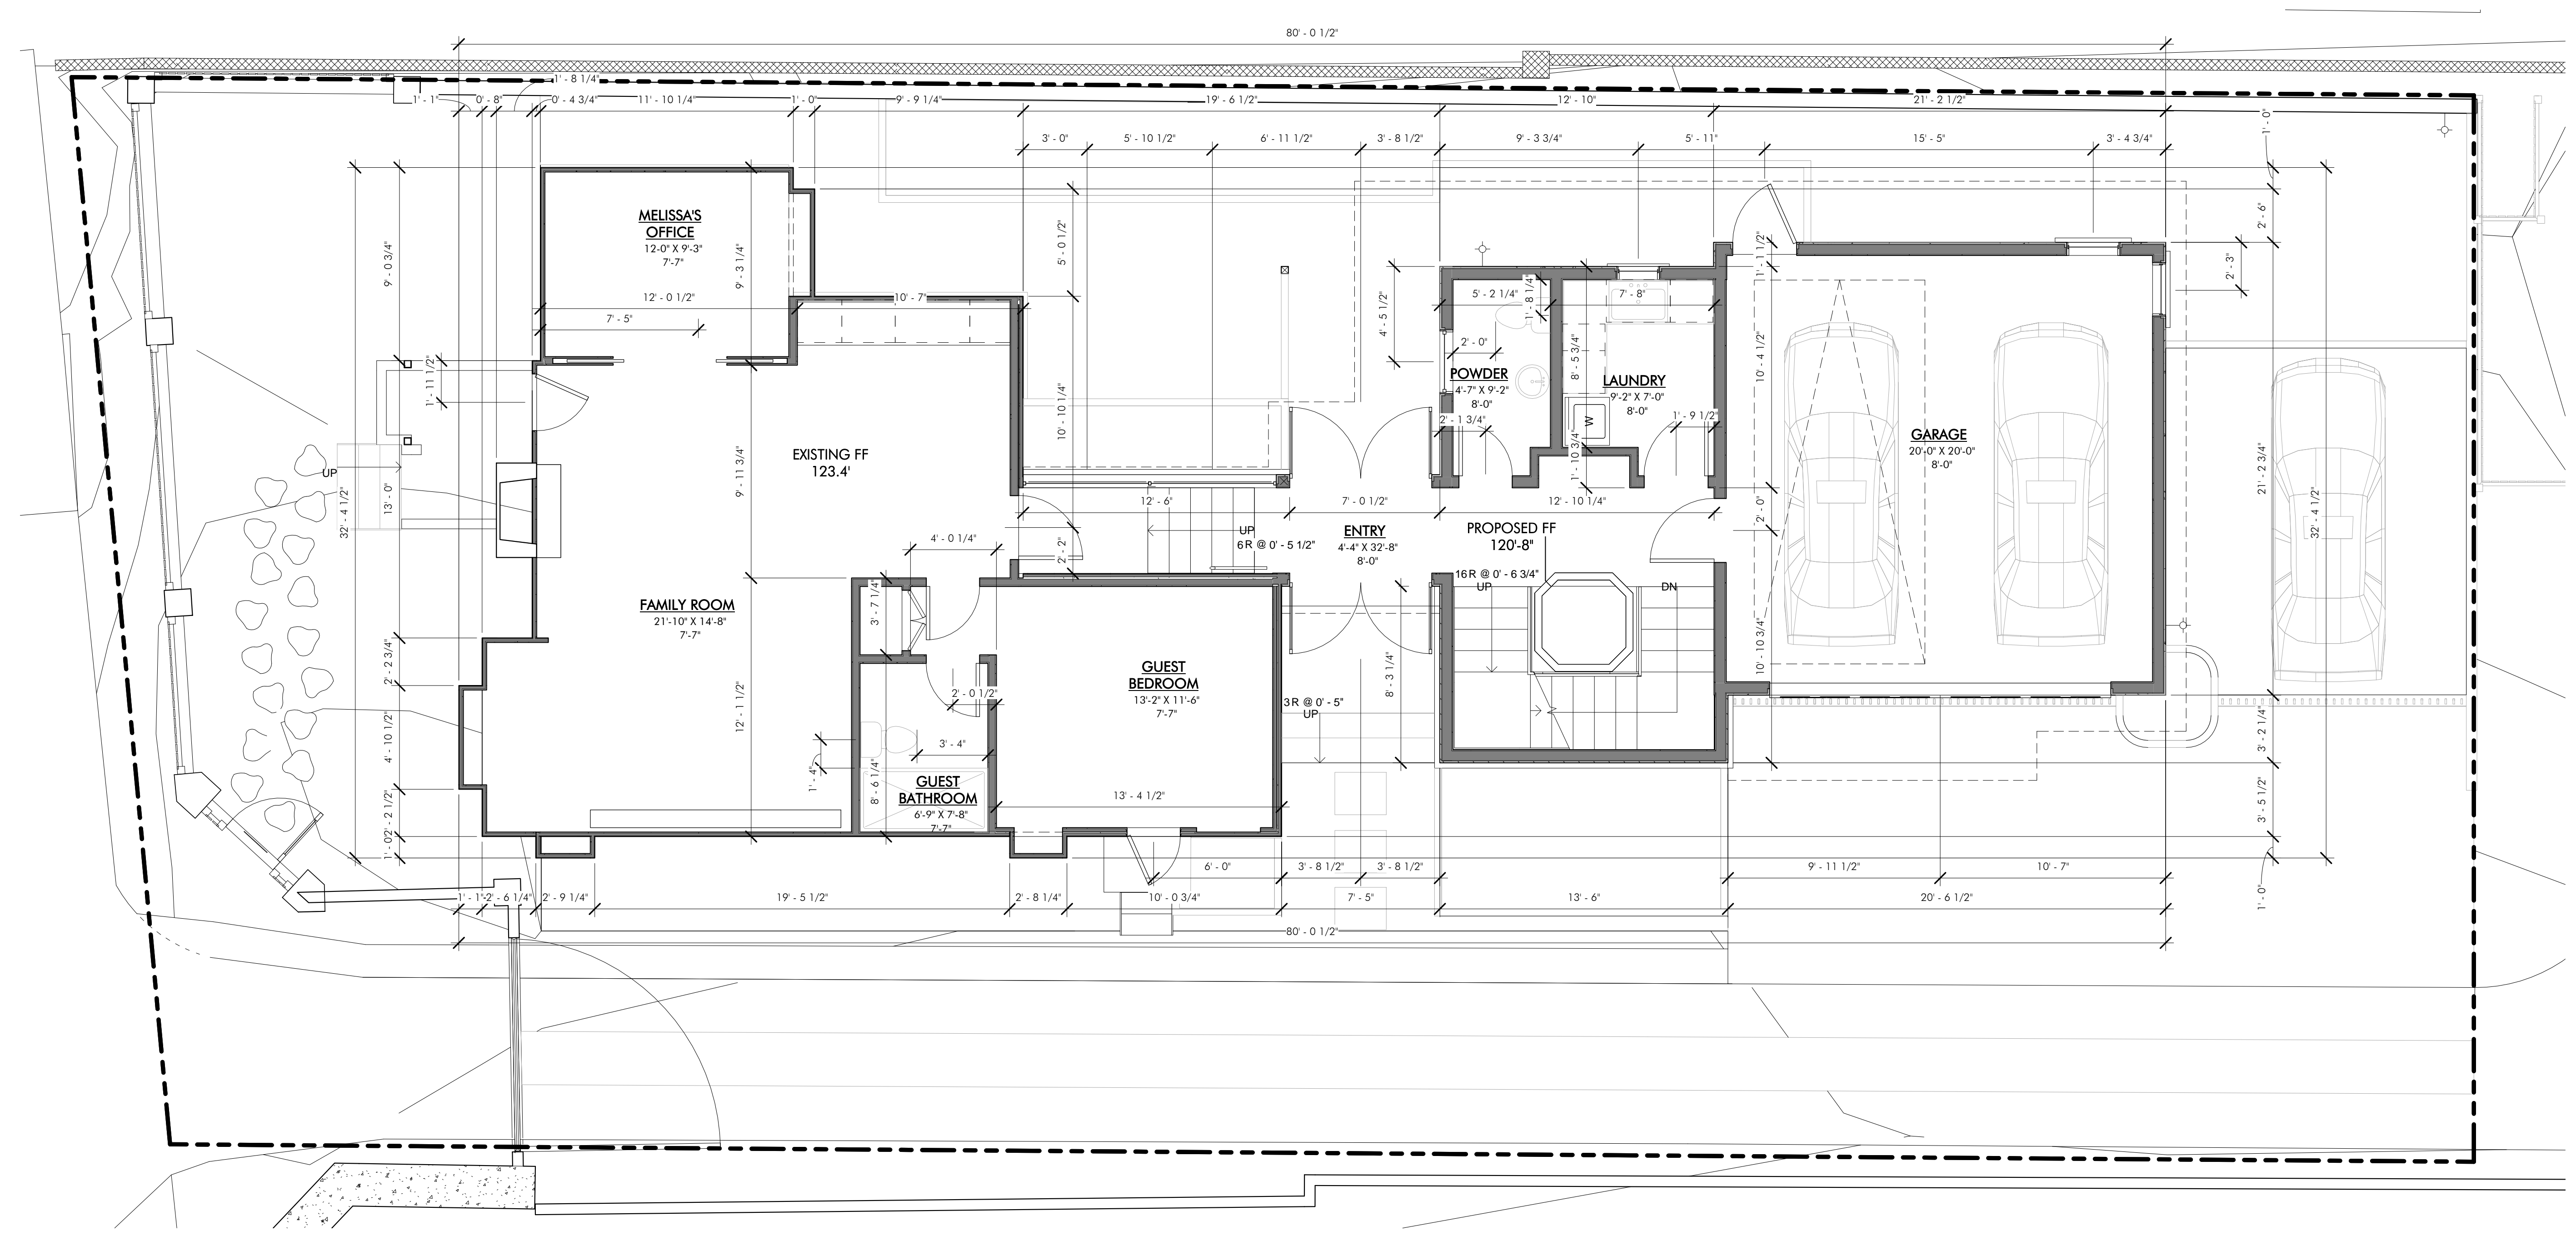 80' - 0 1/2"
1' - 8 1/4"
1' - 1"
0' - 8"
0' - 4 3/4"
11' - 10 1/4"
1' - 0"
9' - 9 1/4"
19' - 6 1/2"
12' - 10"
21' - 2 1/2"
1' - 0"
3' - 0"
5' - 10 1/2"
6' - 11 1/2"
3' - 8 1/2"
9' - 3 3/4"
5' - 11"
15' - 5"
3' - 4 3/4"
2' - 6"
9' - 0 3/4"
MELISSA'S
OFFICE
12-0" X 9'-3"
7'-7"
9' - 3 1/4"
5' - 0 1/2"
12' - 0 1/2"
10' - 7"
7' - 5"
4' - 5 1/2"
5' - 2 1/4"
1' - 8 1/4"
7' - 8"
1' - 1 1/2"
2' - 3"
2' - 0"
8' - 5 3/4"
10' - 4 1/2"
1' - 11 1/2"
POWDER
4'-7" X 9'-2"
8'-0"
LAUNDRY
9'-2" X 7'-0"
8'-0"
W
2' - 1 3/4"
1' - 9 1/2"
1' - 10 3/4"
10' - 10 1/4"
GARAGE
20'-0" X 20'-0"
8'-0"
21' - 2 3/4"
32' - 4 1/2"
EXISTING FF
123.4'
9' - 11 3/4"
UP
32' - 4 1/2"
13' - 0"
12' - 6"
7' - 0 1/2"
12' - 10 1/4"
2' - 0"
UP
6R @ 0' - 5 1/2"
ENTRY
4'-4" X 32'-8"
8'-0"
PROPOSED FF
120'-8"
4' - 0 1/4"
2' - 2"
16R @ 0' - 6 3/4"
UP
DN
FAMILY ROOM
21'-10" X 14'-8"
7'-7"
3' - 7 1/4"
10' - 10 3/4"
2' - 2 3/4"
GUEST
BEDROOM
13'-2" X 11'-6"
7'-7"
2' - 0 1/2"
12' - 1 1/2"
8' - 3 1/4"
3R @ 0' - 5"
UP
4' - 10 1/2"
3' - 4"
1' - 4"
8' - 6 1/4"
GUEST
BATHROOM
6'-9" X 7'-8"
7'-7"
13' - 4 1/2"
3' - 2 1/4"
3' - 5 1/2"
2' - 2 1/2"
1' - 0"
6' - 0"
3' - 8 1/2"
3' - 8 1/2"
9' - 11 1/2"
10' - 7"
1' - 1"
2' - 6 1/4"
2' - 9 1/4"
19' - 5 1/2"
2' - 8 1/4"
10' - 0 3/4"
7' - 5"
13' - 6"
20' - 6 1/2"
1' - 0"
80' - 0 1/2"